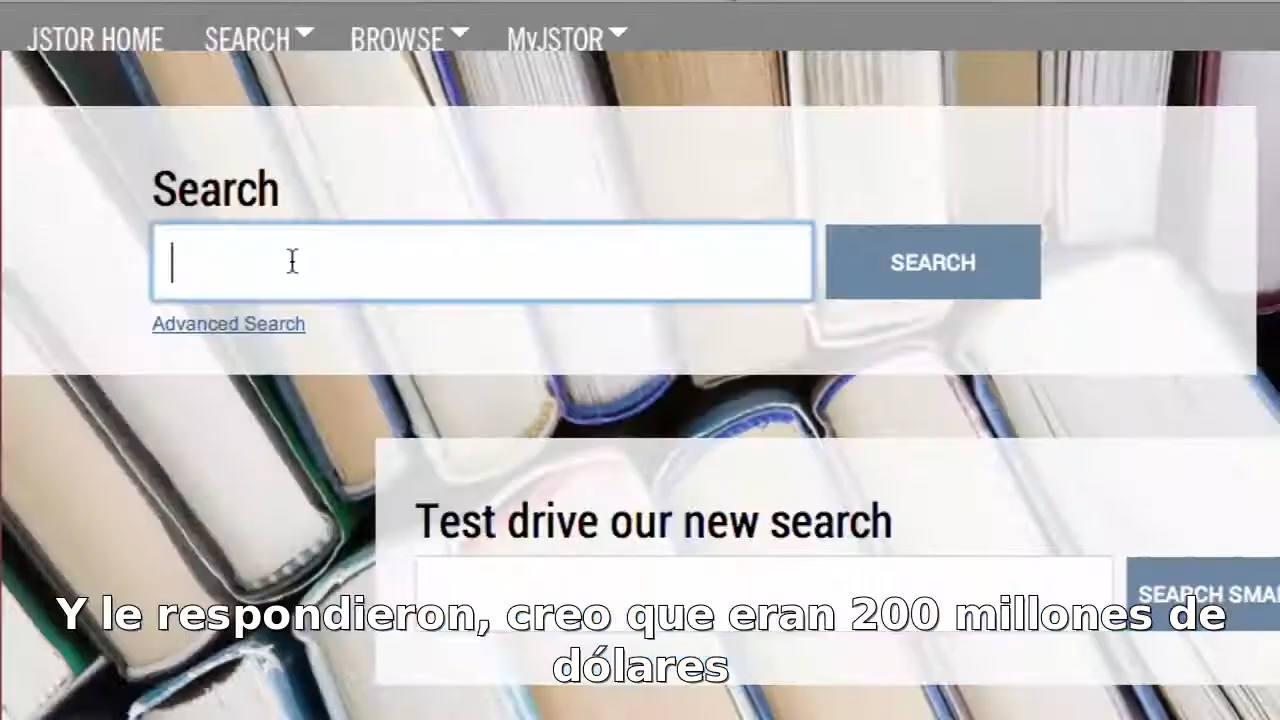 JSTOR HOME SEARCH BROWSE MyJSTOR
Search
SEARCH
Advanced Search
Test drive our new search
SEARCH
Y le respondieron, creo que eran 200 millones de
dólares